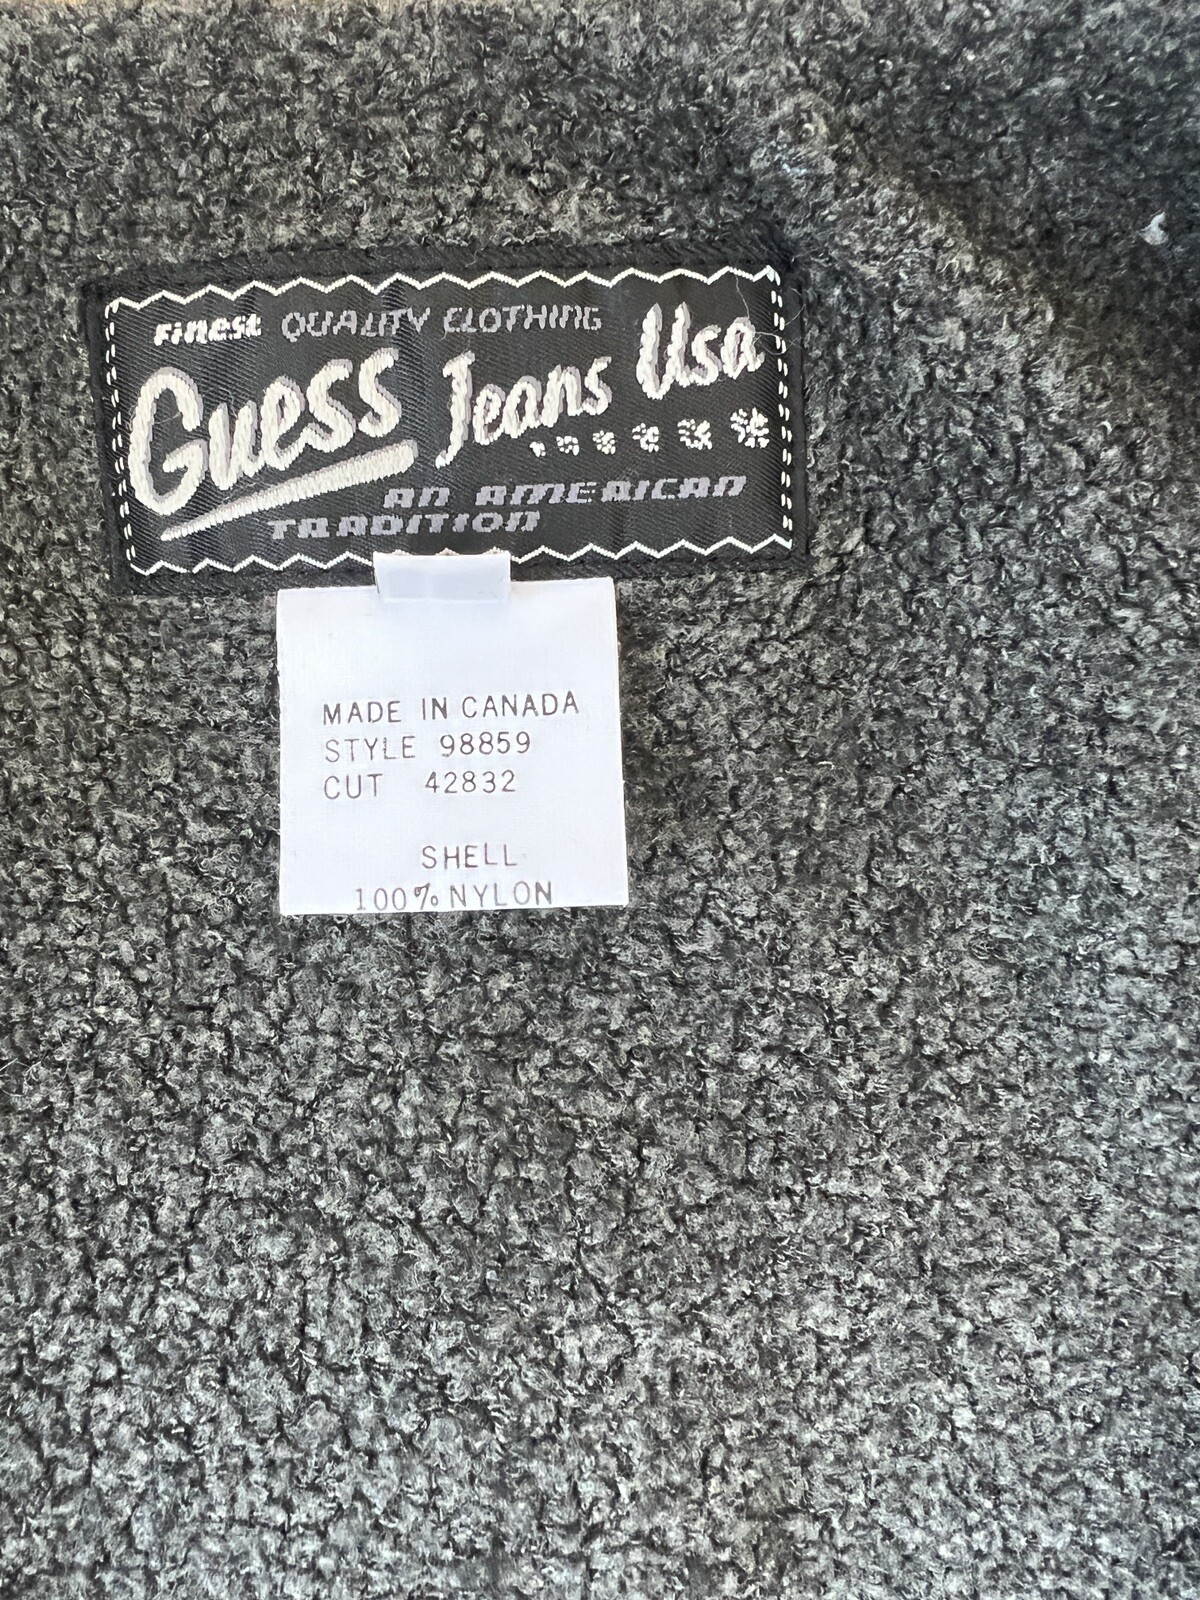 Finest QUALITY CLOTHING
Guess Jeans Usa
AN AMERICAN
TRADITION
MADE IN CANADA
STYLE 98859
CUT 42832
SHELL
100% NYLON